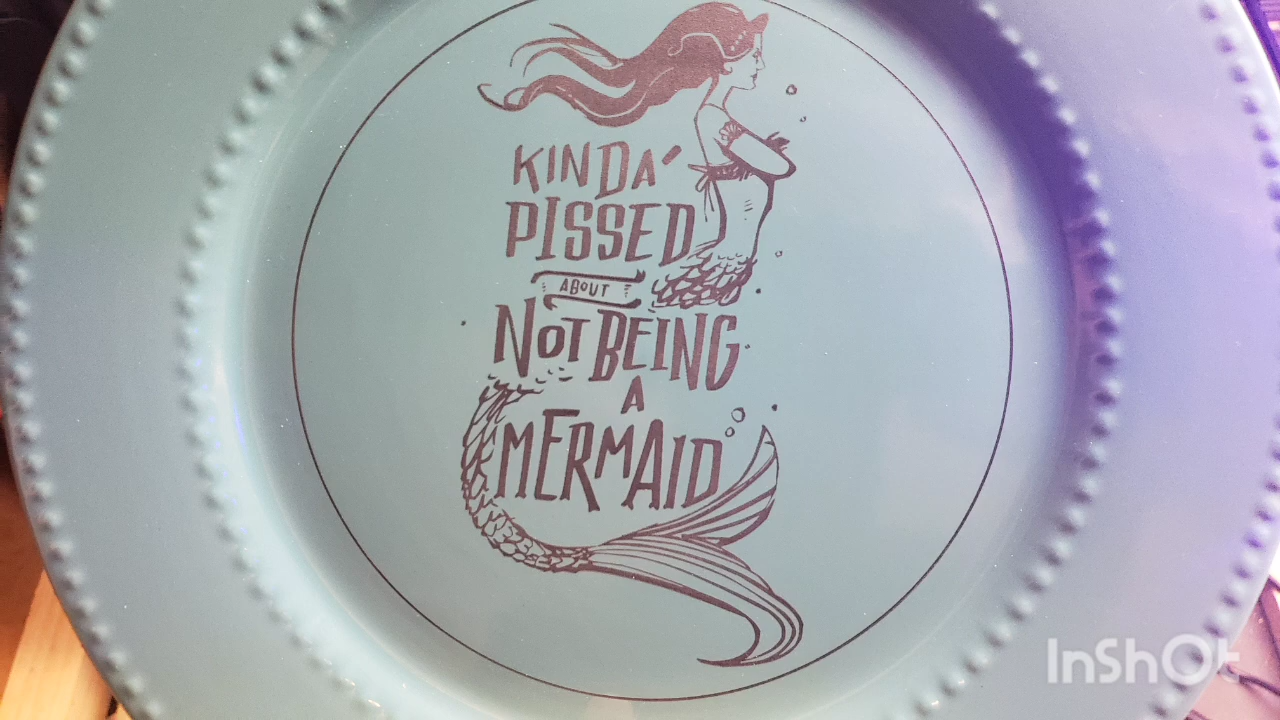 KINDA
PISSED
ABOUT
NOT BEING
A
MERMAID
InShOt